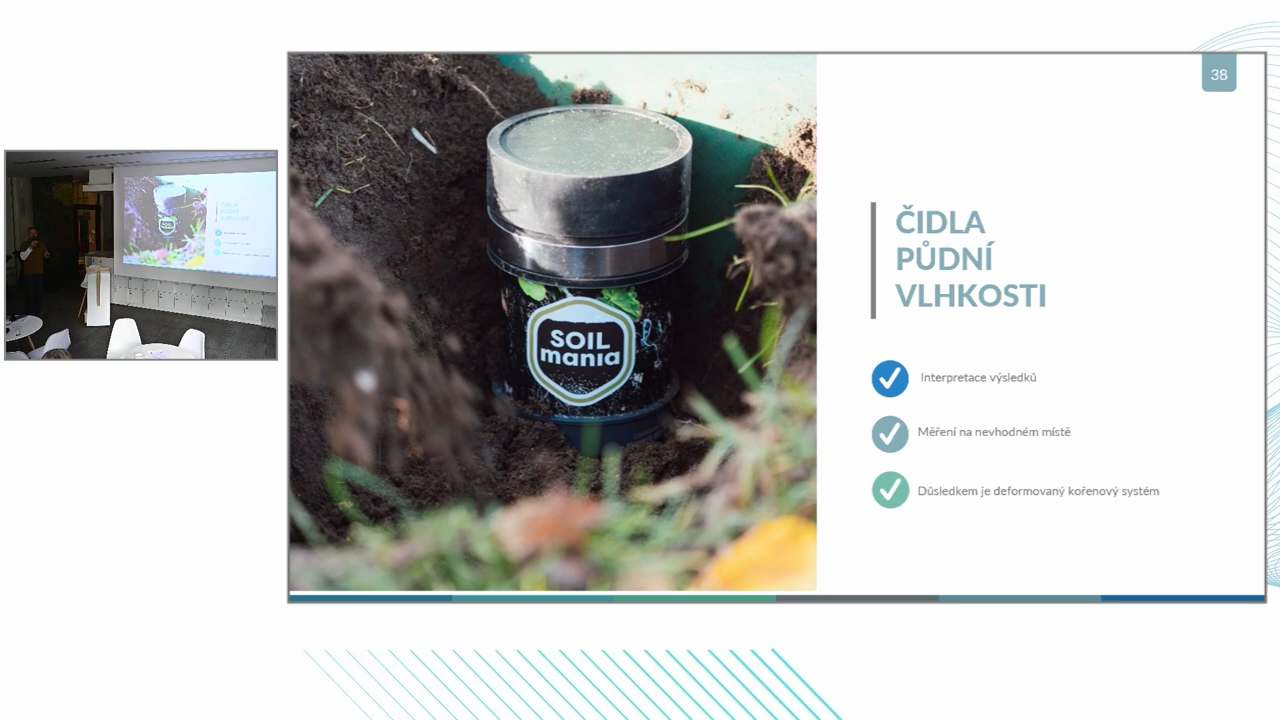 38
ČIDLA
PŮDNÍ
VLHKOSTI
Interpretace výsledků
Měření na nevhodném místě
Důsledkem je deformovaný kořenový systém
SOIL
mania